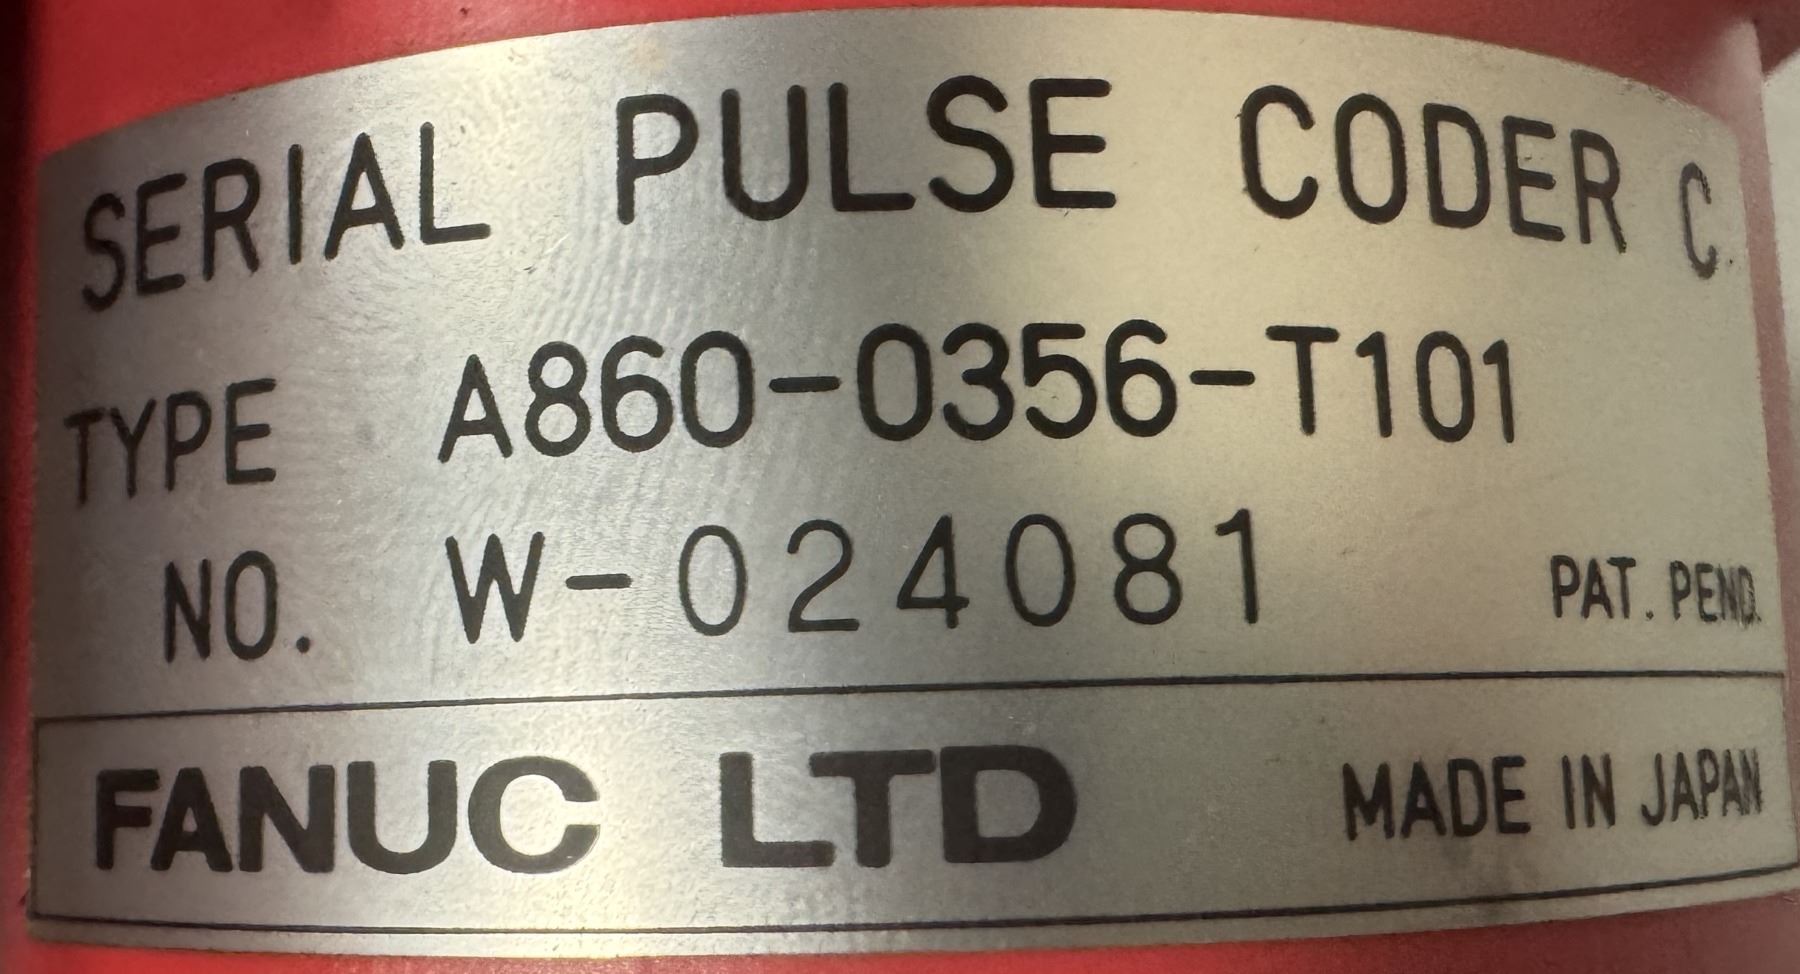 SERIAL PULSE CODER C.
TYPE A860-0356-T101
NO. W-024081 PAT. PEND.
FANUC LTD MADE IN JAPAN